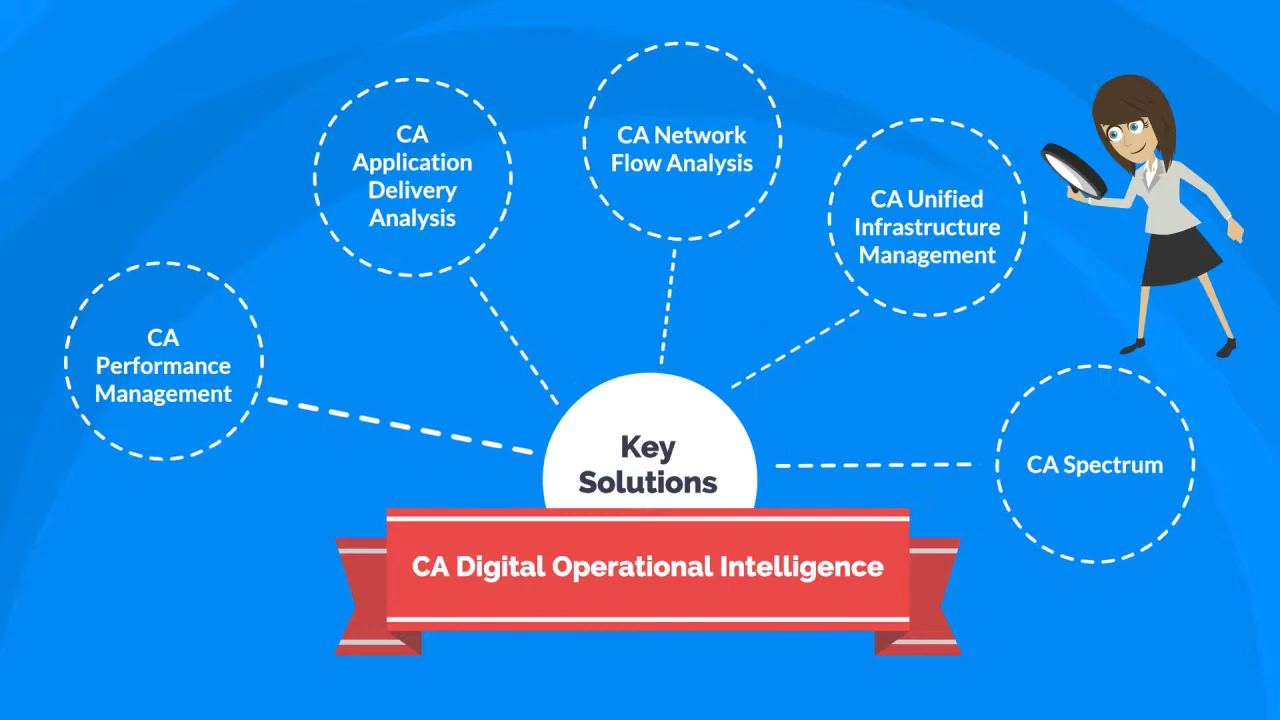 CA
Performance
Management
CA
Application
Delivery
Analysis
CA Network
Flow Analysis
CA Unified
Infrastructure
Management
CA Spectrum
Key
Solutions
CA Digital Operational Intelligence